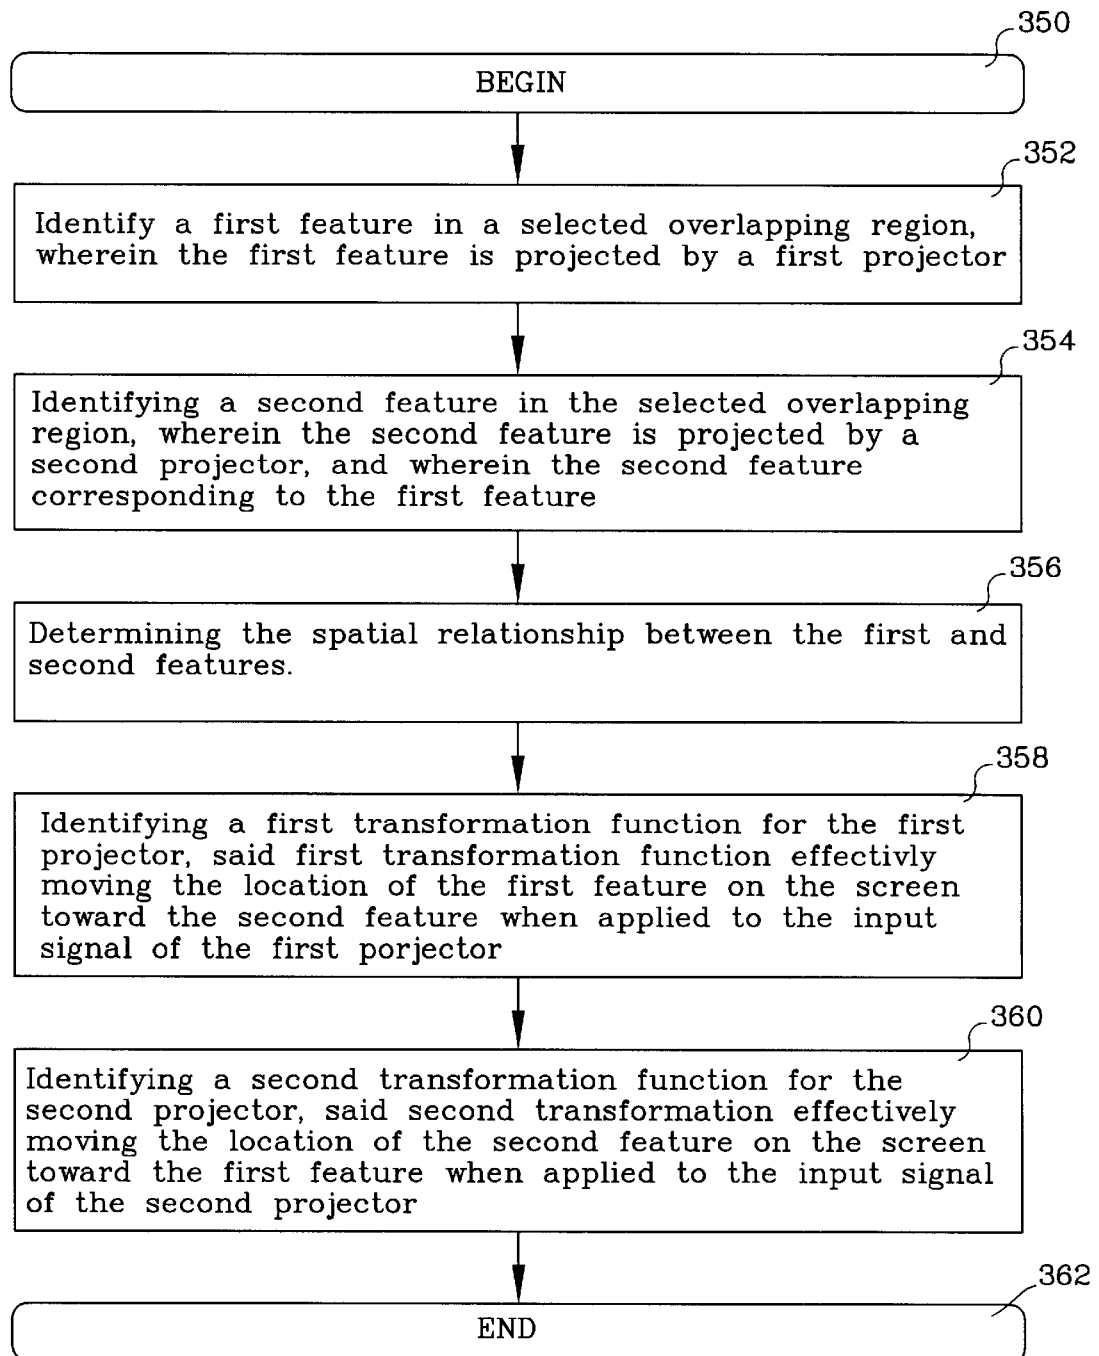 350
BEGIN
352
Identify a first feature in a selected overlapping region,
wherein the first feature is projected by a first projector
354
Identifying a second feature in the selected overlapping
region, wherein the second feature is projected by a
second projector, and wherein the second feature
corresponding to the first feature
356
Determining the spatial relationship between the first and
second features.
358
Identifying a first transformation function for the first
projector, said first transformation function effectivly
moving the location of the first feature on the screen
toward the second feature when applied to the input
signal of the first porjector
360
Identifying a second transformation function for the
second projector, said second transformation effectively
moving the location of the second feature on the screen
toward the first feature when applied to the input signal
of the second projector
362
END